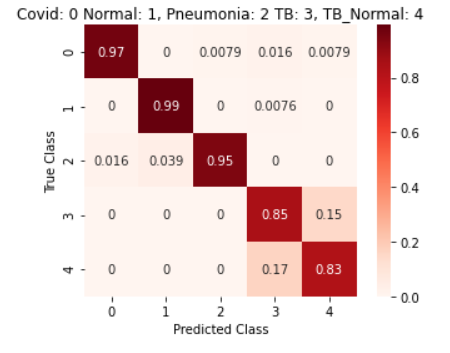 Covid: 0 Normal: 1, Pneumonia: 2 TB: 3, TB_Normal: 4
0 0.97 0 0.0079 0.016 0.0079
1 0 0.99 0 0.0076 0
2 0.016 0.039 0.95 0 0
3 0 0 0 0.85 0.15
4 0 0 0 0.17 0.83
0 1 2 3 4
Predicted Class
True Class
0.8
0.6
0.4
0.2
0.0